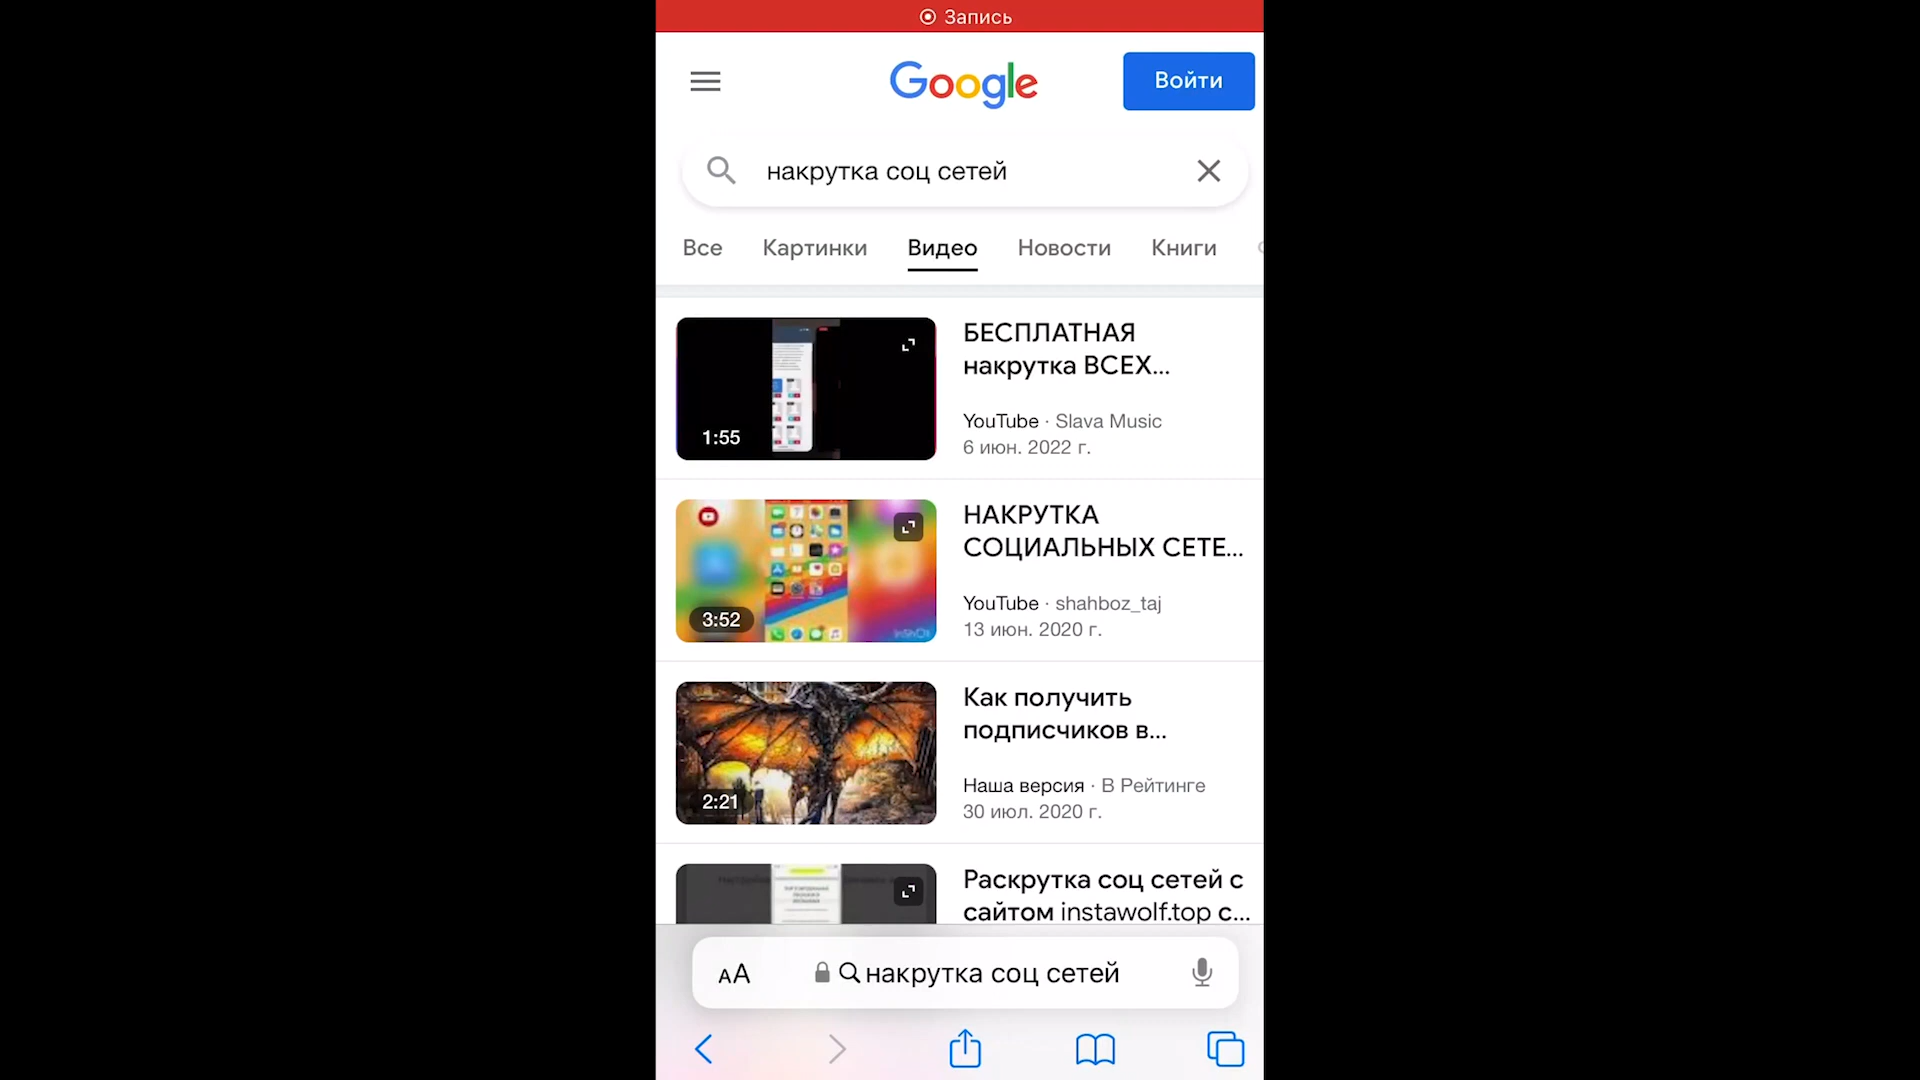 Запись
Google
Войти
накрутка соц сетей
Все Картинки Видео Новости Книги
БЕСПЛАТНАЯ
накрутка ВСЕХ...
1:55
YouTube · Slava Music
6 июн. 2022 г.
НАКРУТКА
СОЦИАЛЬНЫХ СЕТЕ...
3:52
InShOt
YouTube · shahboz_taj
13 июн. 2020 г.
Как получить
подписчиков в...
2:21
Наша версия · В Рейтинге
30 июл. 2020 г.
Раскрутка соц сетей с
сайтом instawolf.top с...
AA
накрутка соц сетей